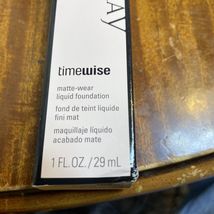 AY
timewise
matte-wear
liquid foundation
fond de teint liquide
fini mat
maquillaje líquido
acabado mate
1 FL.OZ./29 mL